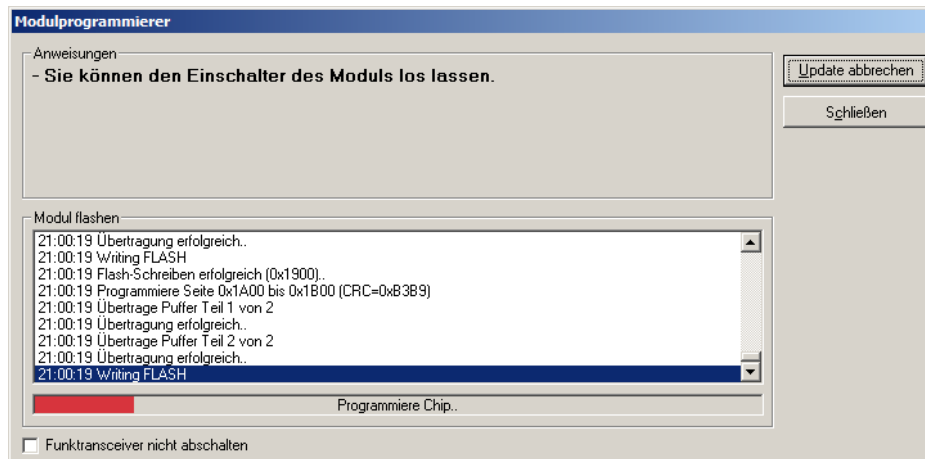 Modulprogrammierer
Anweisungen
- Sie können den Einschalter des Moduls los lassen.
Update abbrechen
Schließen
Modul flashen
21:00:19 Übertragung erfolgreich..
21:00:19 Writing FLASH
21:00:19 Flash-Schreiben erfolgreich (0x1900)..
21:00:19 Programmiere Seite 0x1A00 bis 0x1B00 (CRC=0xB3B9)
21:00:19 Übertrage Puffer Teil 1 von 2
21:00:19 Übertragung erfolgreich..
21:00:19 Übertrage Puffer Teil 2 von 2
21:00:19 Übertragung erfolgreich..
21:00:19 Writing FLASH
Programmiere Chip..
Funktransceiver nicht abschalten